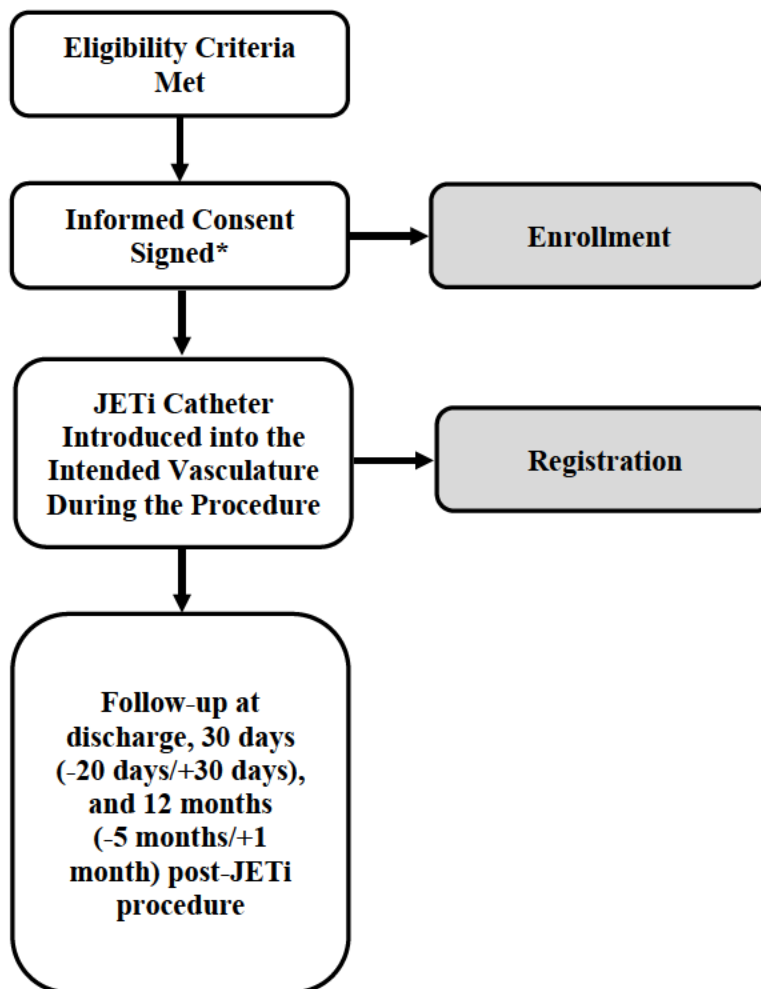 Eligibility Criteria
Met
Informed Consent
Signed*
Enrollment
JETi Catheter
Introduced into the
Intended Vasculature
During the Procedure
Registration
Follow-up at
discharge, 30 days
(-20 days/+30 days),
and 12 months
(-5 months/+1
month) post-JETi
procedure